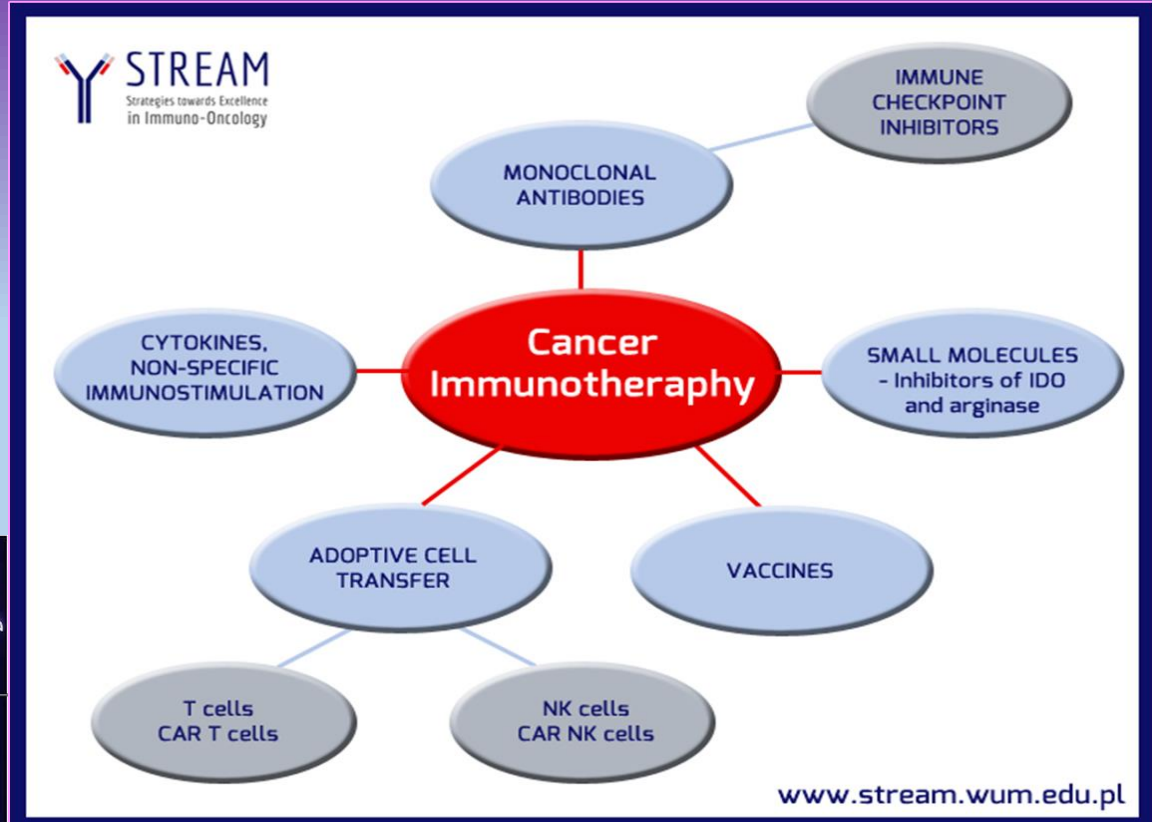 STREAM
Strategies towards Excellence
in Immuno-Oncology
IMMUNE
CHECKPOINT
INHIBITORS
MONOCLONAL
ANTIBODIES
CYTOKINES,
NON-SPECIFIC
IMMUNOSTIMULATION
Cancer
Immunotheraphy
SMALL MOLECULES
- Inhibitors of IDO
and arginase
ADOPTIVE CELL
TRANSFER
VACCINES
T cells
CAR T cells
NK cells
CAR NK cells
www.stream.wum.edu.pl